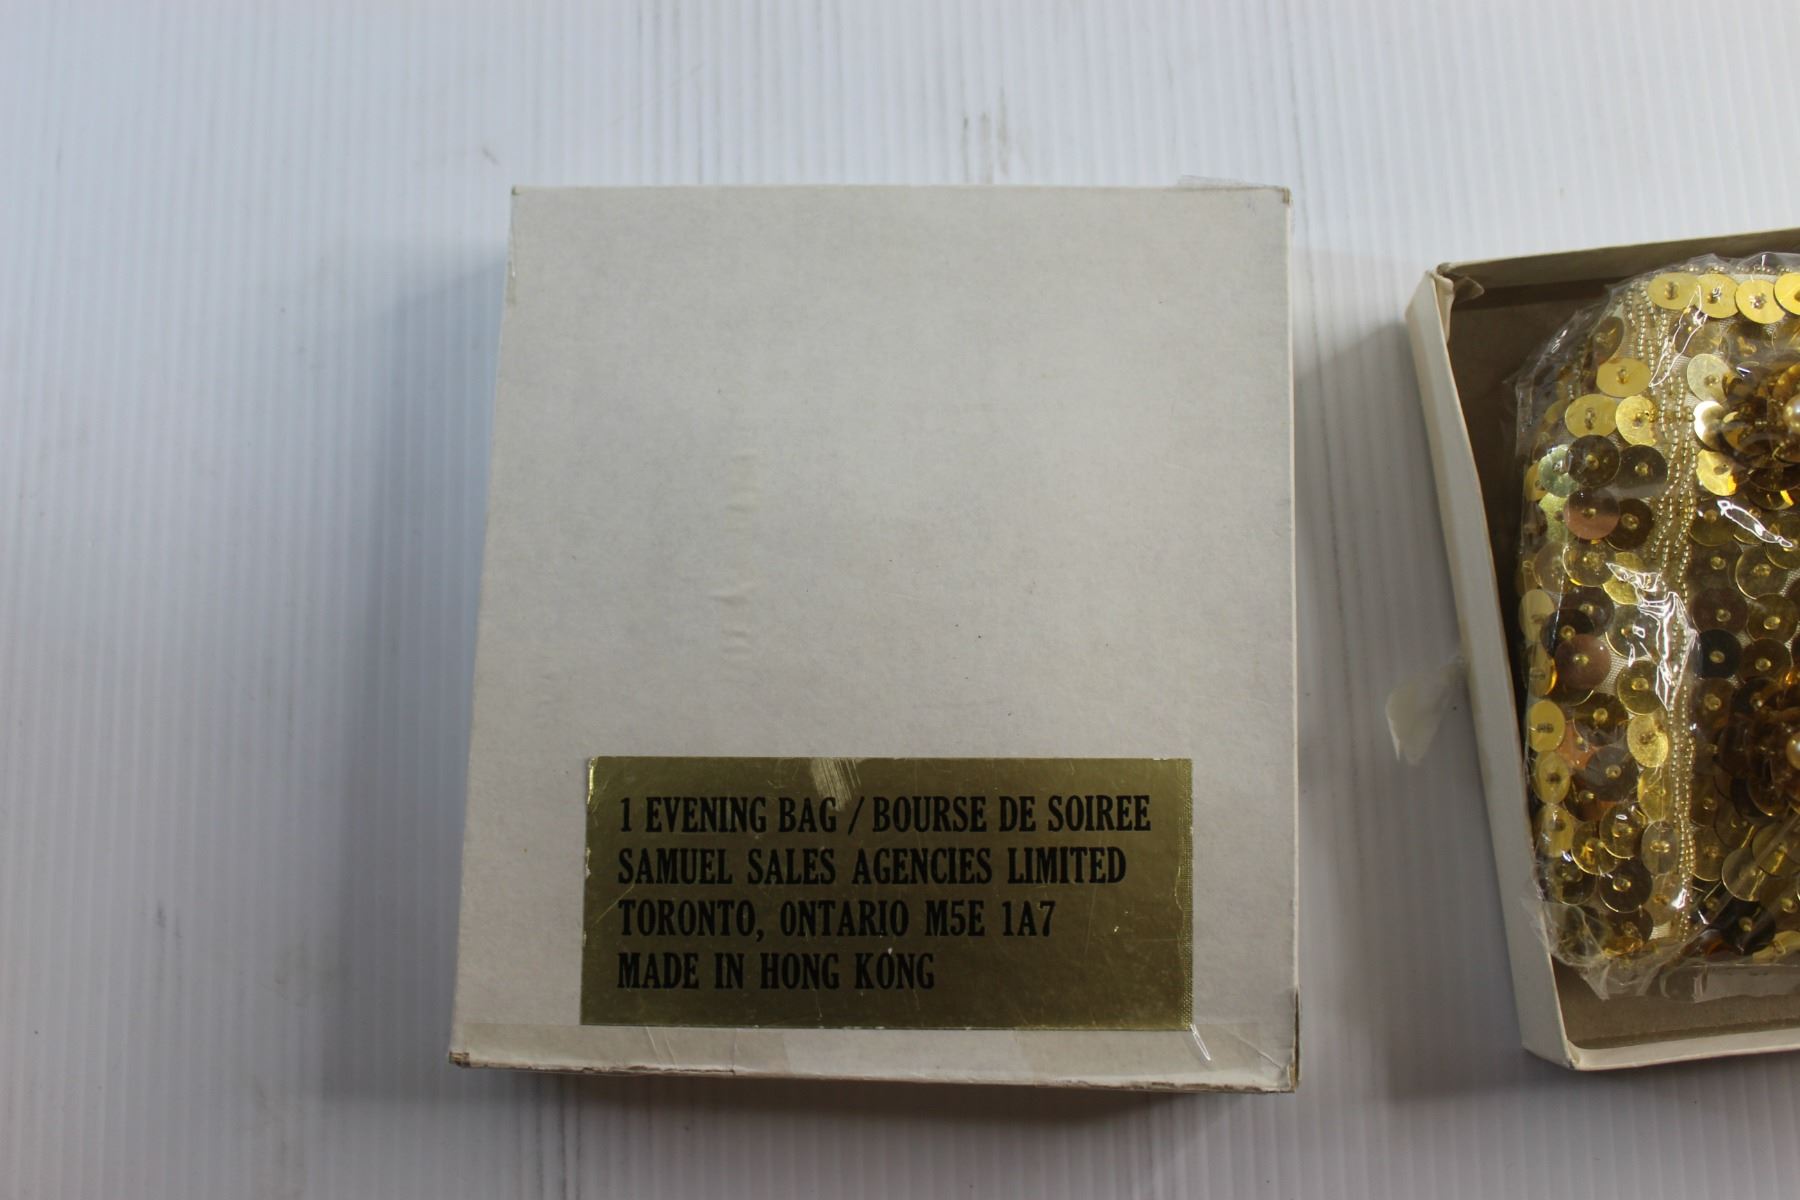 1 EVENING BAG / BOURSE DE SOIREE
SAMUEL SALES AGENCIES LIMITED
TORONTO, ONTARIO M5E 1A7
MADE IN HONG KONG